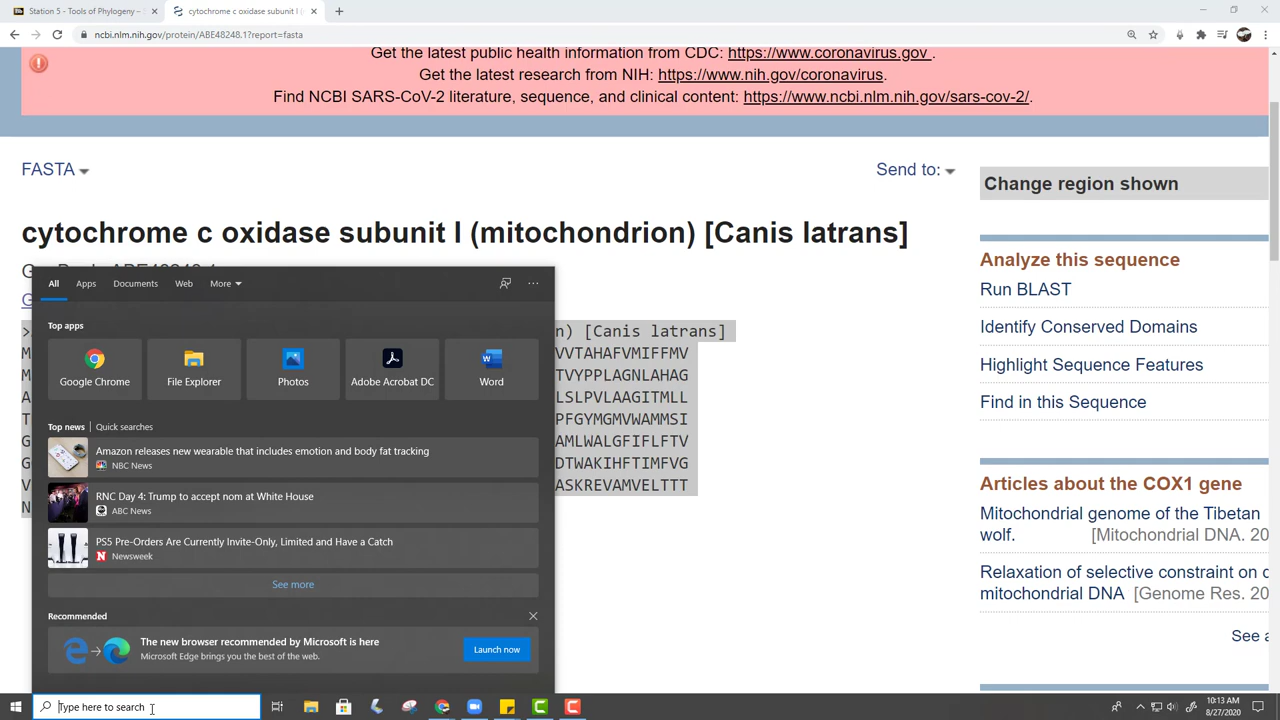 Station 5 - Tools of Phylogeny -
cytochrome c oxidase subunit I (m
ncbi.nlm.nih.gov/protein/ABE48248.1?report=fasta
Get the latest public health information from CDC: https://www.coronavirus.gov .
Get the latest research from NIH: https://www.nih.gov/coronavirus.
Find NCBI SARS-CoV-2 literature, sequence, and clinical content: https://www.ncbi.nlm.nih.gov/sars-cov-2/.
FASTA
Send to:
Change region shown
cytochrome c oxidase subunit I (mitochondrion) [Canis latrans]
Analyze this sequence
Run BLAST
Identify Conserved Domains
Highlight Sequence Features
Find in this Sequence
n) [Canis latrans]
VVTAHAFVMIFFMV
TVYPPLAGNLAHAG
LSLPVLAAGITMLL
PFGYMGMVWAMMSI
AMLWALGFIFLFTV
DTWAKIHFTIMFVG
ASKREVAMVELTTT
Articles about the COX1 gene
Mitochondrial genome of the Tibetan
wolf. [Mitochondrial DNA. 20
Relaxation of selective constraint on d
mitochondrial DNA [Genome Res. 20
See a
All Apps Documents Web More
Top apps
Google Chrome File Explorer Photos Adobe Acrobat DC Word
Top news | Quick searches
Amazon releases new wearable that includes emotion and body fat tracking
NBC News
RNC Day 4: Trump to accept nom at White House
ABC News
PS5 Pre-Orders Are Currently Invite-Only, Limited and Have a Catch
Newsweek
See more
Recommended
The new browser recommended by Microsoft is here
Microsoft Edge brings you the best of the web.
Launch now
Type here to search
10:13 AM
8/27/2020